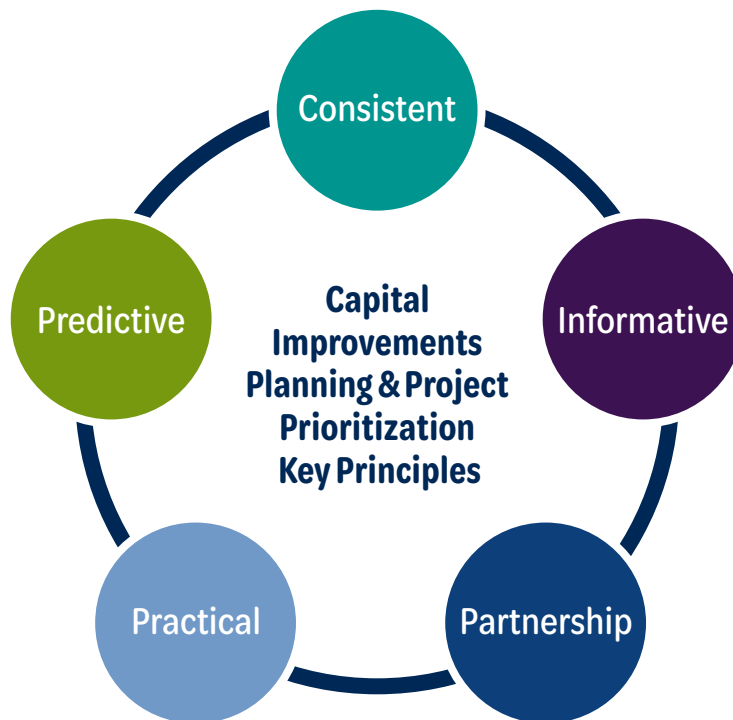 Consistent
Predictive
Informative
Capital
Improvements
Planning & Project
Prioritization
Key Principles
Practical
Partnership